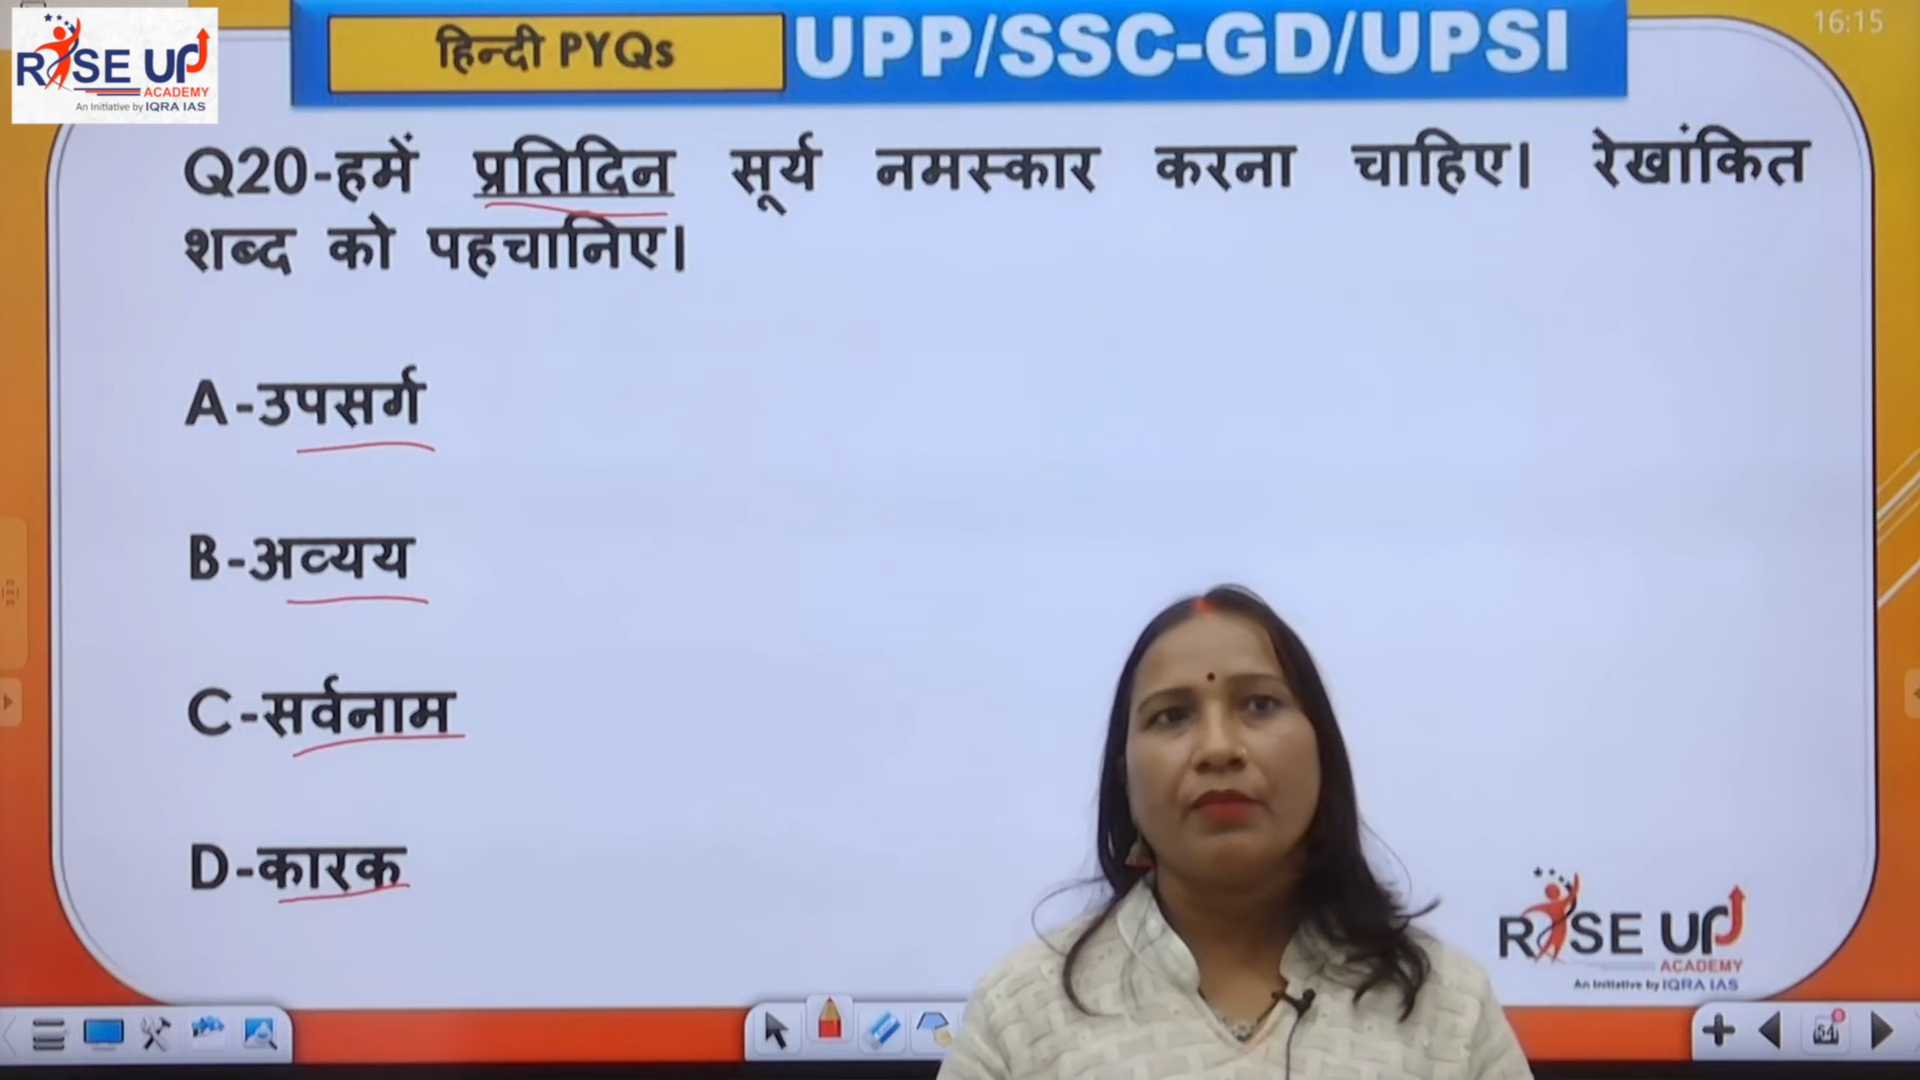 RISE UP
ACADEMY
An Initiative by IQRA IAS
हिन्दी PYQs
UPP/SSC-GD/UPSI
16:15
Q20-हमें प्रतिदिन सूर्य नमस्कार करना चाहिए। रेखांकित
शब्द को पहचानिए।
A-उपसर्ग
B-अव्यय
C-सर्वनाम
D-कारक
RISE UP
ACADEMY
An Initiative by IQRA IAS
54